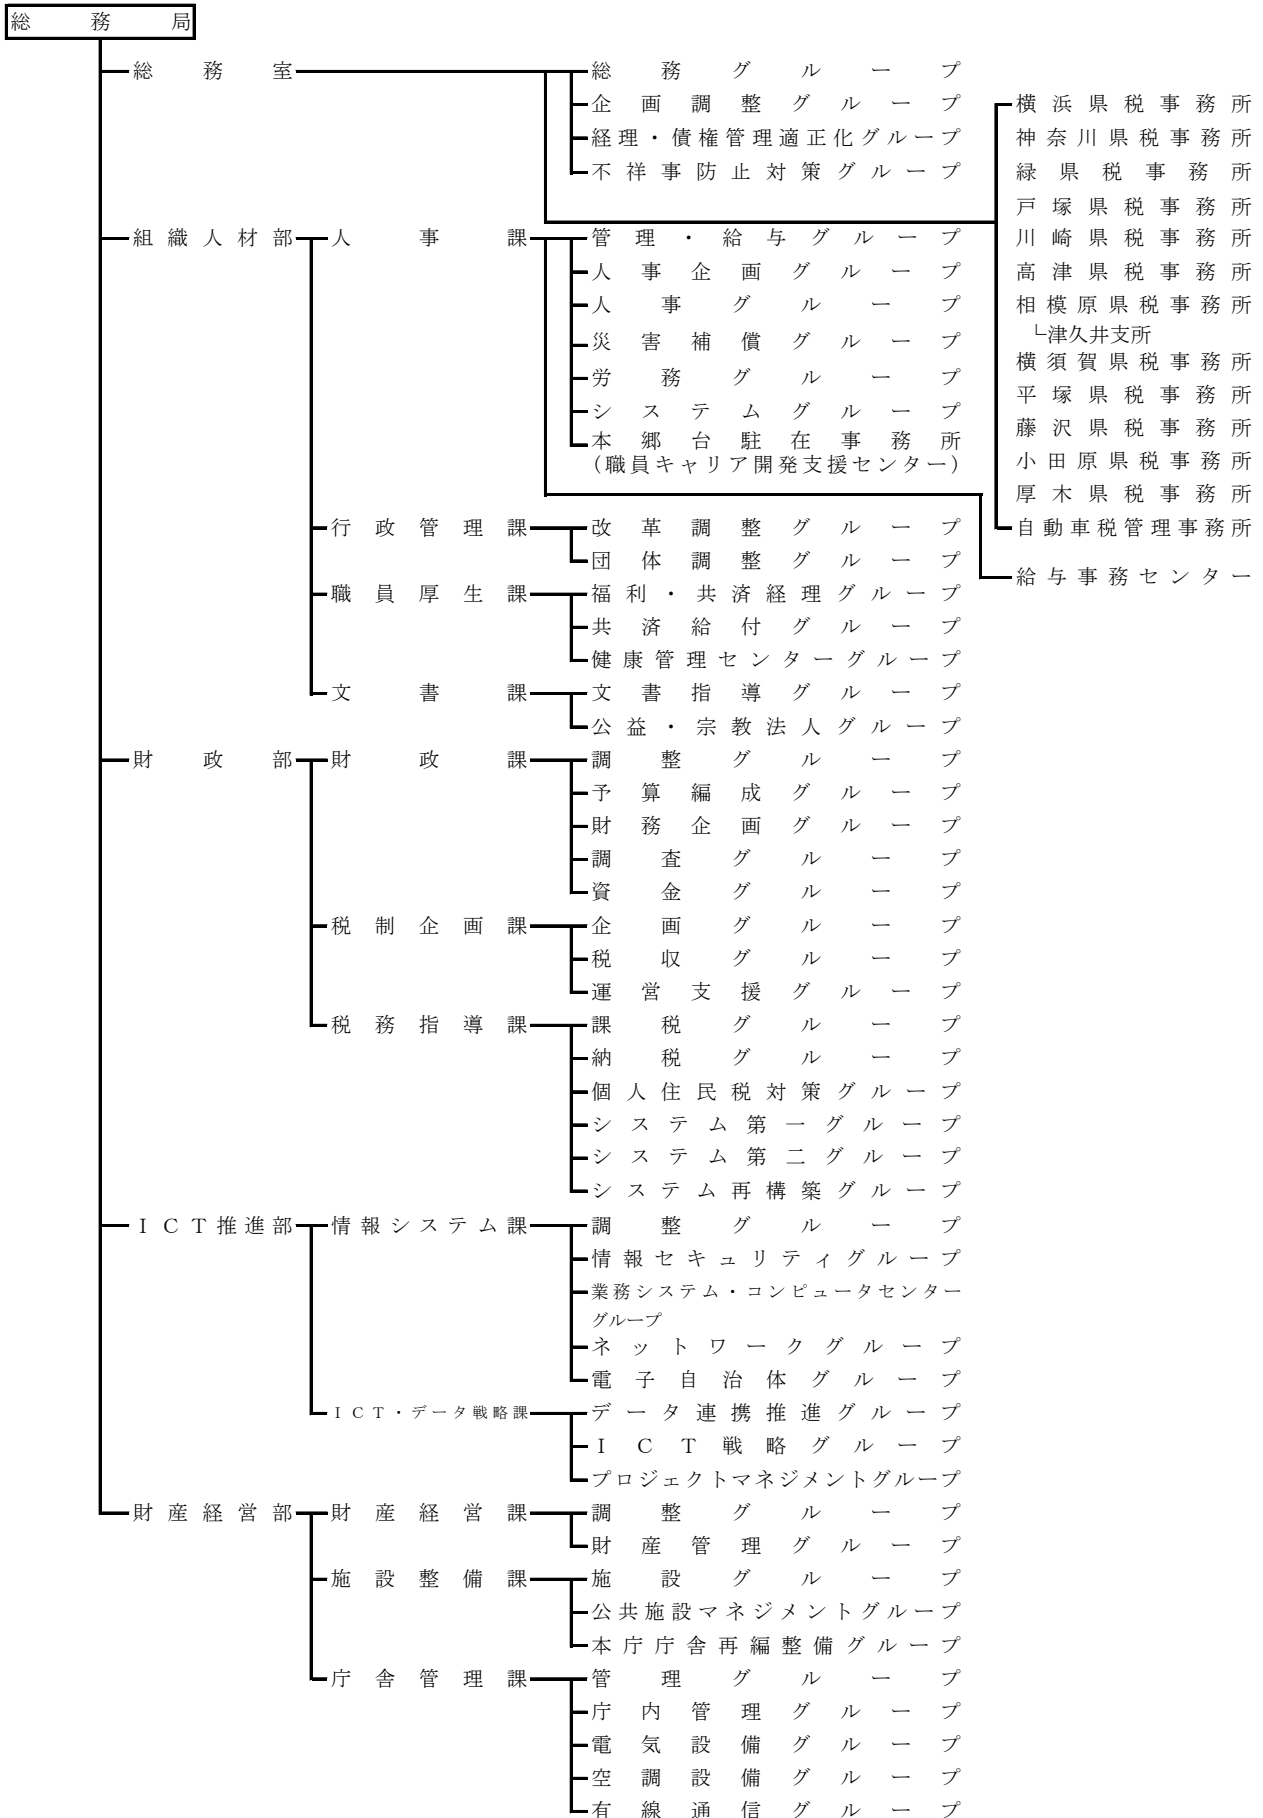 総務局
総務室
総務グループ
企画調整グループ
経理・債権管理適正化グループ
不祥事防止対策グループ
横浜県税事務所
神奈川県税事務所
緑県税事務所
戸塚県税事務所
川崎県税事務所
高津県税事務所
相模原県税事務所
└津久井支所
横須賀県税事務所
平塚県税事務所
藤沢県税事務所
小田原県税事務所
厚木県税事務所
自動車税管理事務所
組織人材部
人事課
管理・給与グループ
人事企画グループ
人事グループ
災害補償グループ
労務グループ
システムグループ
本郷台駐在事務所
(職員キャリア開発支援センター)
給与事務センター
行政管理課
改革調整グループ
団体調整グループ
職員厚生課
福利・共済経理グループ
共済給付グループ
健康管理センターグループ
文書課
文書指導グループ
公益・宗教法人グループ
財政部
財政課
調整グループ
予算編成グループ
財務企画グループ
調査グループ
資金グループ
税制企画課
企画グループ
税収グループ
運営支援グループ
税務指導課
課税グループ
納税グループ
個人住民税対策グループ
システム第一グループ
システム第二グループ
システム再構築グループ
ICT推進部
情報システム課
調整グループ
情報セキュリティグループ
業務システム・コンピュータセンター
グループ
ネットワークグループ
電子自治体グループ
ICT・データ戦略課
データ連携推進グループ
ICT戦略グループ
プロジェクトマネジメントグループ
財産経営部
財産経営課
調整グループ
財産管理グループ
施設整備課
施設グループ
公共施設マネジメントグループ
本庁庁舎再編整備グループ
庁舎管理課
管理グループ
庁内管理グループ
電気設備グループ
空調設備グループ
有線通信グループ